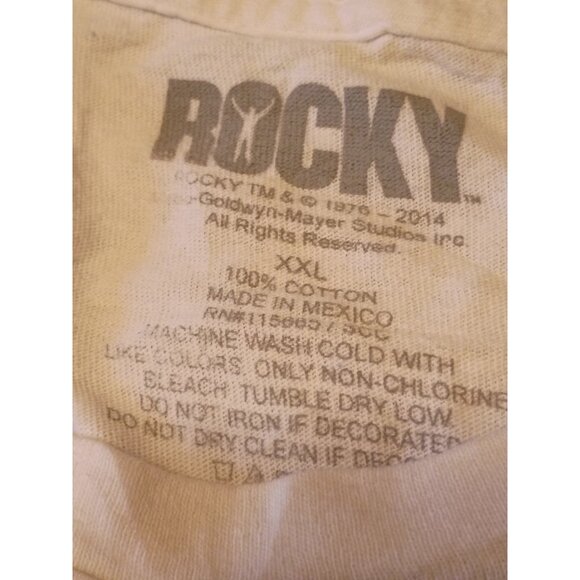 ROCKY™
ROCKY TM & © 1976 - 2014
-Goldwyn-Mayer Studios Inc.
All Rights Reserved.
XXL
100% COTTON
MADE IN MEXICO
MACHINE WASH COLD WITH
LIKE COLORS ONLY NON-CHLORINE
BLEACH TUMBLE DRY LOW
DO NOT IRON IF DECORATED
DO NOT DRY CLEAN IF